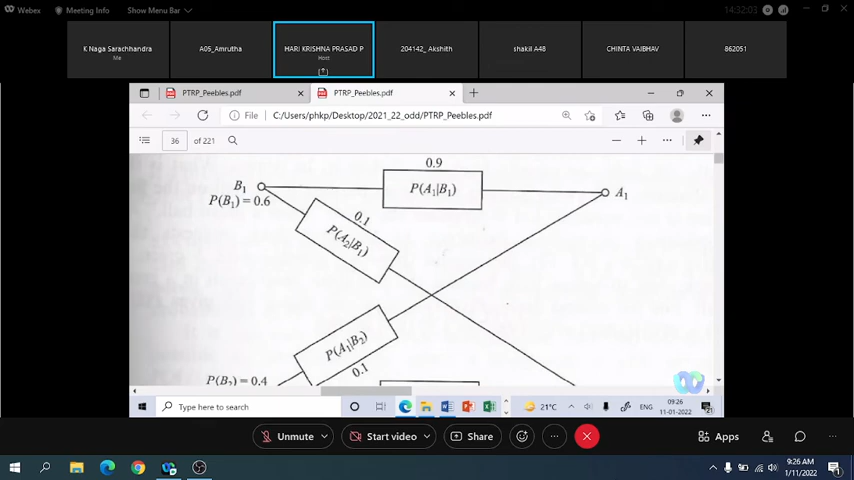 Webex
Meeting Info
Show Menu Bar
14:32:03
K Naga Sarachhandra
Me
A05_Amrutha
HARI KRISHNA PRASAD P
Host
204142_ Akshith
shakil A48
CHINTA VAIBHAV
862051
PTRP_Peebles.pdf
PTRP_Peebles.pdf
File
C:/Users/phkp/Desktop/2021_22_odd/PTRP_Peebles.pdf
36 of 221
0.9
B₁
P(A₁|B₁)
A₁
P(B₁) = 0.6
0.1
P(A₂|B₁)
P(A₁|B₂)
0.1
P(B₂) = 0.4
Type here to search
21°C
ENG
09:26
11-01-2022
21
Unmute
Start video
Share
Apps
9:26 AM
1/11/2022
1